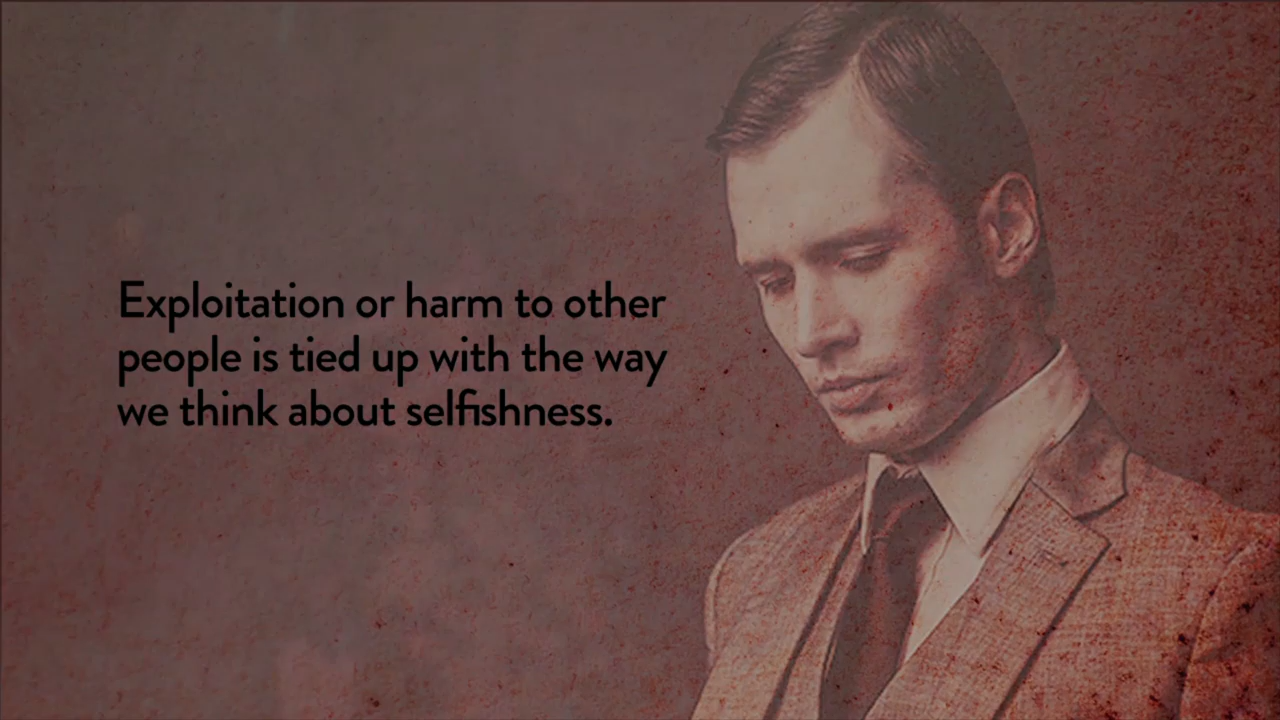 Exploitation or harm to other
people is tied up with the way
we think about selfishness.